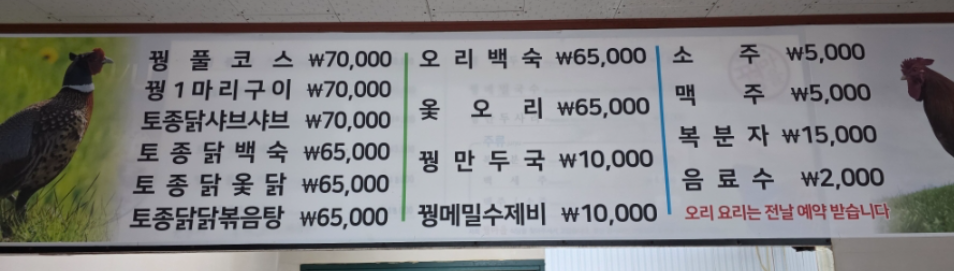 꿩 풀 코 스 ₩70,000
꿩1마리구이 ₩70,000
토종닭샤브샤브 ₩70,000
토 종 닭 백 숙 ₩65,000
토 종 닭 옻 닭 ₩65,000
토종닭닭볶음탕 ₩65,000
오 리 백 숙 ₩65,000
옻 오 리 ₩65,000
꿩 만 두 국 ₩10,000
꿩메밀수제비 ₩10,000
소 주 ₩5,000
맥 주 ₩5,000
복 분 자 ₩15,000
음 료 수 ₩2,000
오리 요리는 전날 예약 받습니다